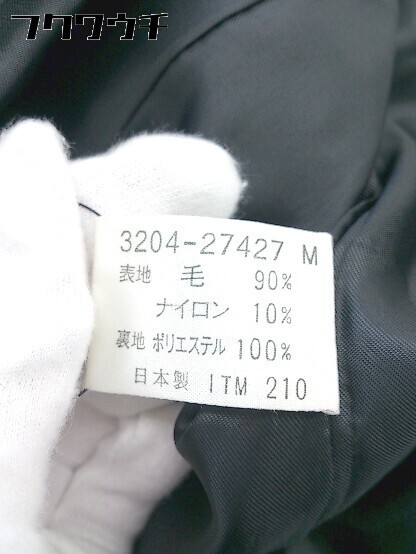 フクウクチ
3204-27427 M
表地 毛 90%
ナイロン 10%
裏地 ポリエステル 100%
日本製 ITM 210